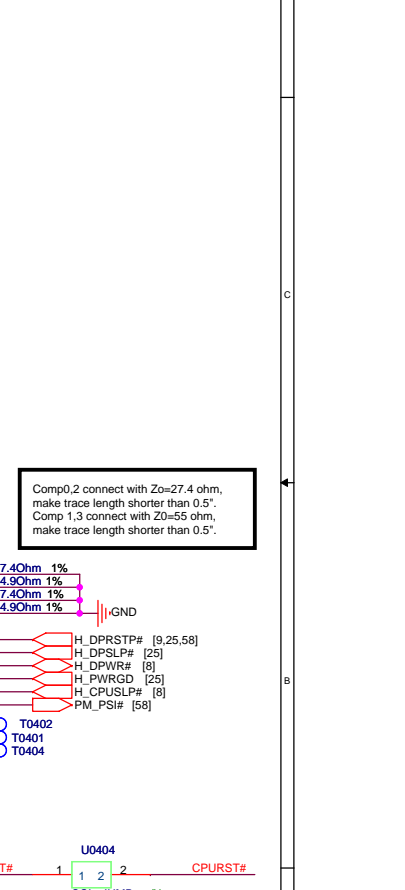 C
Comp0,2 connect with Zo=27.4 ohm,
make trace length shorter than 0.5".
Comp 1,3 connect with Z0=55 ohm,
make trace length shorter than 0.5".
7.4Ohm 1%
4.9Ohm 1%
7.4Ohm 1%
4.9Ohm 1%
GND
H_DPRSTP# [9,25,58]
H_DPSLP# [25]
H_DPWR# [8]
H_PWRGD [25]
H_CPUSLP# [8]
PM_PSI# [58]
B
T0402
T0401
T0404
U0404
T# 1 2 CPURST#
1 2